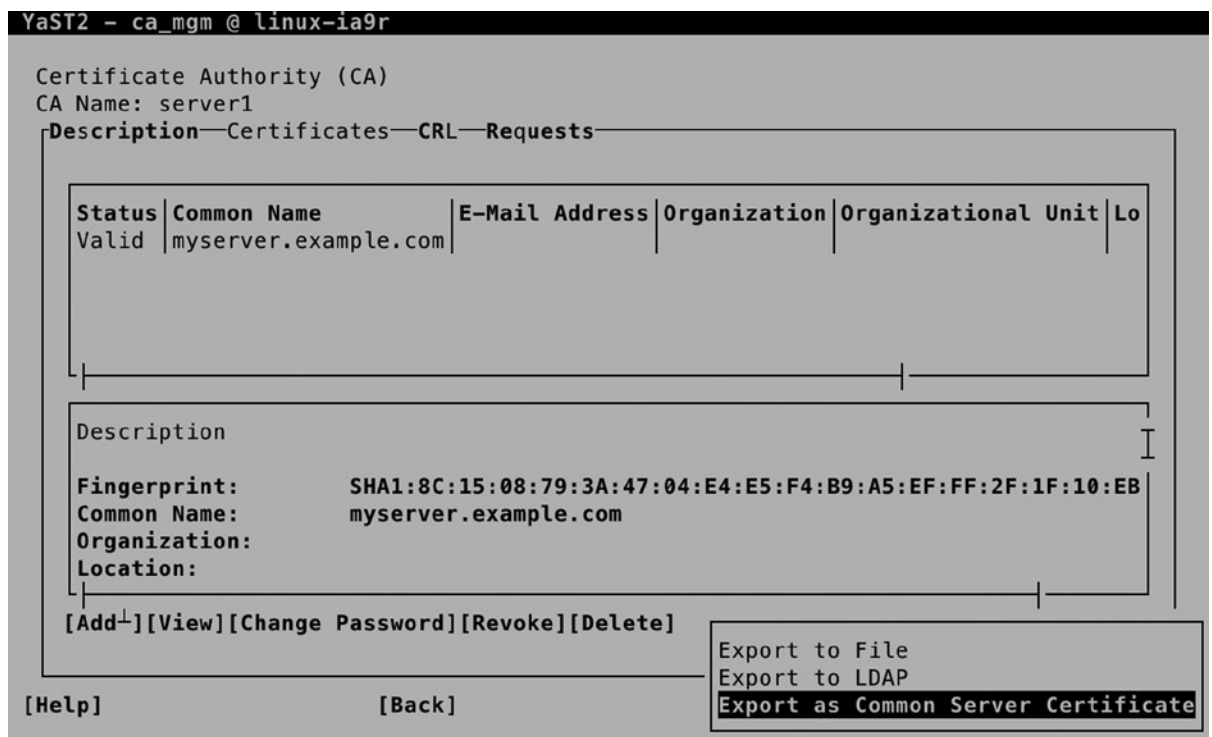 YaST2 – ca_mgm @ linux–ia9r
Certificate Authority (CA)
CA Name: server1
Description Certificates CRL Requests
Status Common Name E–Mail Address Organization Organizational Unit Lo
Valid myserver.example.com
Description
Fingerprint: SHA1:8C:15:08:79:3A:47:04:E4:E5:F4:B9:A5:EF:FF:2F:1F:10:EB
Common Name: myserver.example.com
Organization:
Location:
[Add┴][View][Change Password][Revoke][Delete]
Export to File
Export to LDAP
[Help] [Back] Export as Common Server Certificate